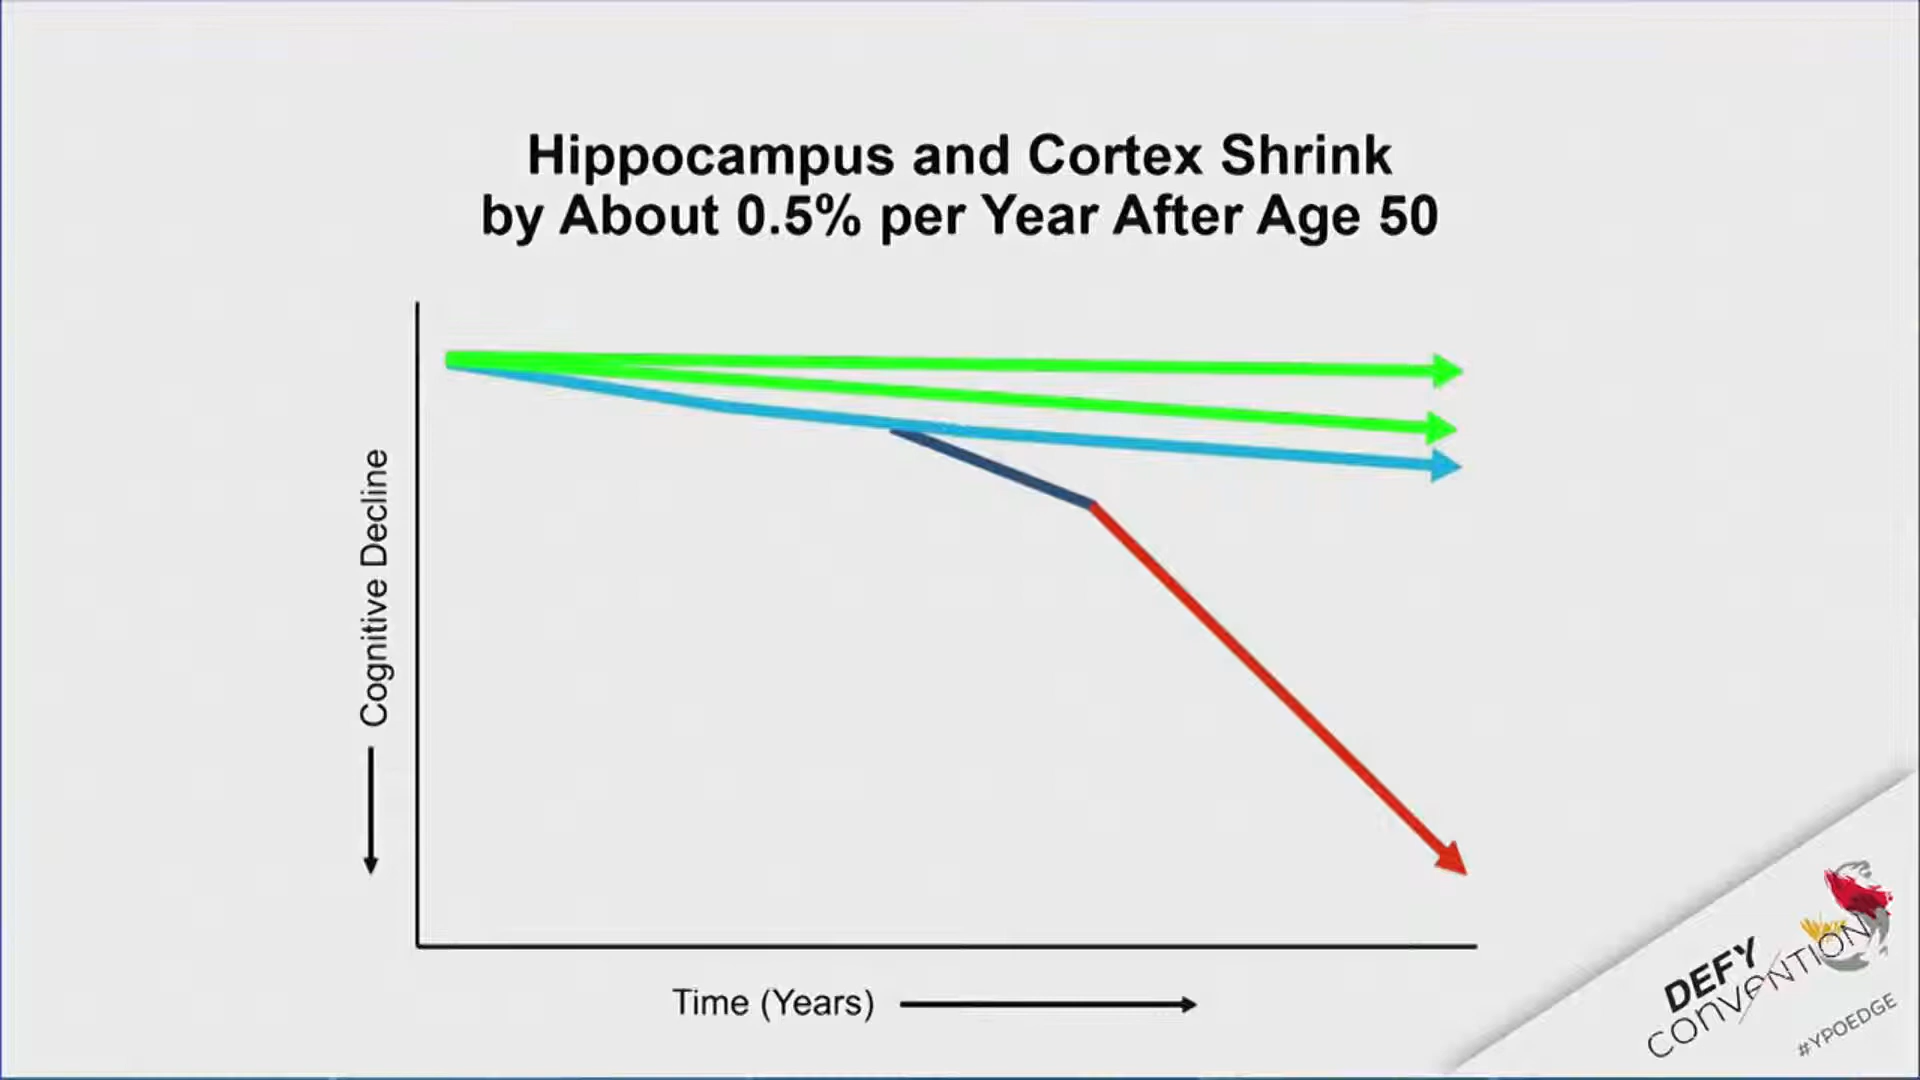 Hippocampus and Cortex Shrink
by About 0.5% per Year After Age 50
Cognitive Decline
Time (Years)
DEFY
CONVENTION
#YPOEDGE